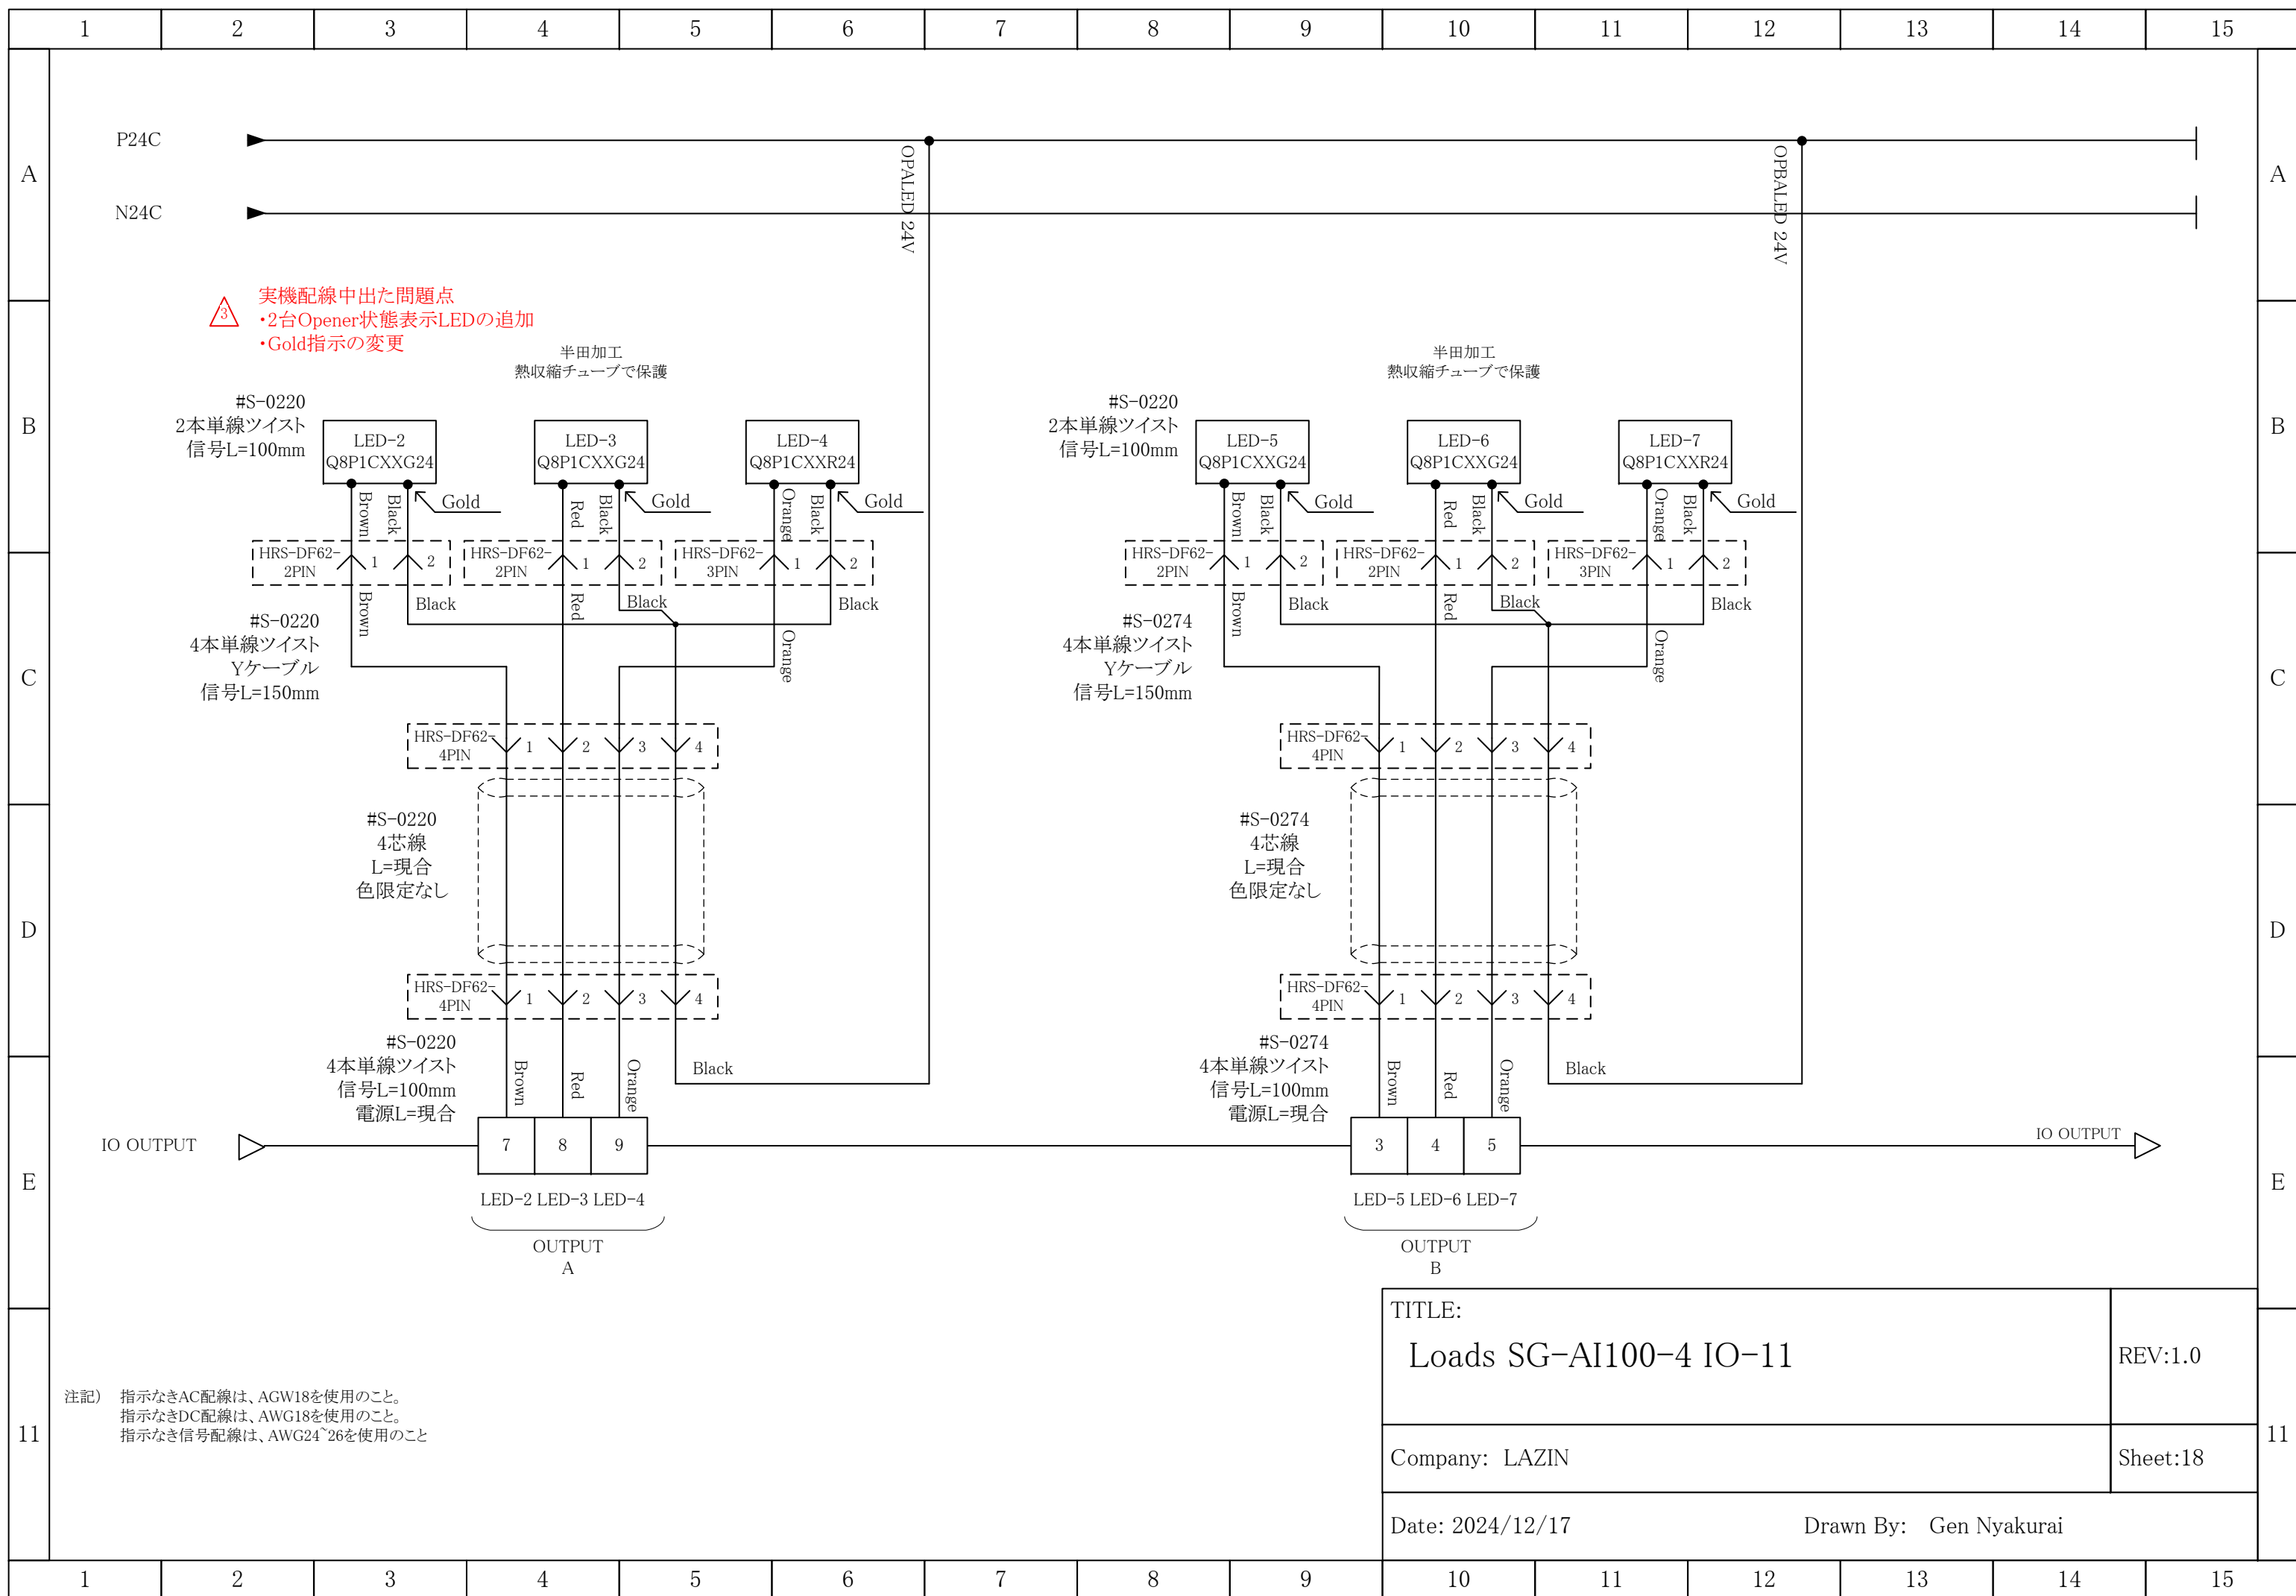 1 2 3 4 5 6 7 8 9 10 11 12 13 14 15
P24C
A
A
N24C
OPALED 24V
OPBALED 24V
3
実機配線中出た問題点
・2台Opener状態表示LEDの追加
・Gold指示の変更
半田加工
熱収縮チューブで保護
半田加工
熱収縮チューブで保護
B
B
#S-0220
2本単線ツイスト
信号L=100mm
LED-2
Q8P1CXXG24
LED-3
Q8P1CXXG24
LED-4
Q8P1CXXR24
#S-0220
2本単線ツイスト
信号L=100mm
LED-5
Q8P1CXXG24
LED-6
Q8P1CXXG24
LED-7
Q8P1CXXR24
Brown Black Gold
Red Black Gold
Orange Black Gold
Brown Black Gold
Red Black Gold
Orange Black Gold
HRS-DF62-
2PIN
1 2
HRS-DF62-
2PIN
1 2
HRS-DF62-
3PIN
1 2
HRS-DF62-
2PIN
1 2
HRS-DF62-
2PIN
1 2
HRS-DF62-
3PIN
1 2
Brown Black Red Black Orange Black
Brown Black Red Black Orange Black
C
C
#S-0220
4本単線ツイスト
Yケーブル
信号L=150mm
#S-0274
4本単線ツイスト
Yケーブル
信号L=150mm
HRS-DF62-
4PIN
1 2 3 4
HRS-DF62-
4PIN
1 2 3 4
#S-0220
4芯線
L=現合
色限定なし
#S-0274
4芯線
L=現合
色限定なし
D
D
HRS-DF62-
4PIN
1 2 3 4
HRS-DF62-
4PIN
1 2 3 4
#S-0220
4本単線ツイスト
信号L=100mm
電源L=現合
Brown Red Orange Black
#S-0274
4本単線ツイスト
信号L=100mm
電源L=現合
Brown Red Orange Black
E
E
IO OUTPUT
7 8 9
3 4 5
IO OUTPUT
LED-2 LED-3 LED-4
LED-5 LED-6 LED-7
OUTPUT
A
OUTPUT
B
TITLE:
Loads SG-AI100-4 IO-11
REV:1.0
11
11
注記) 指示なきAC配線は、AGW18を使用のこと。
指示なきDC配線は、AWG18を使用のこと。
指示なき信号配線は、AWG24~26を使用のこと
Company: LAZIN
Sheet:18
Date: 2024/12/17
Drawn By: Gen Nyakurai
1 2 3 4 5 6 7 8 9 10 11 12 13 14 15